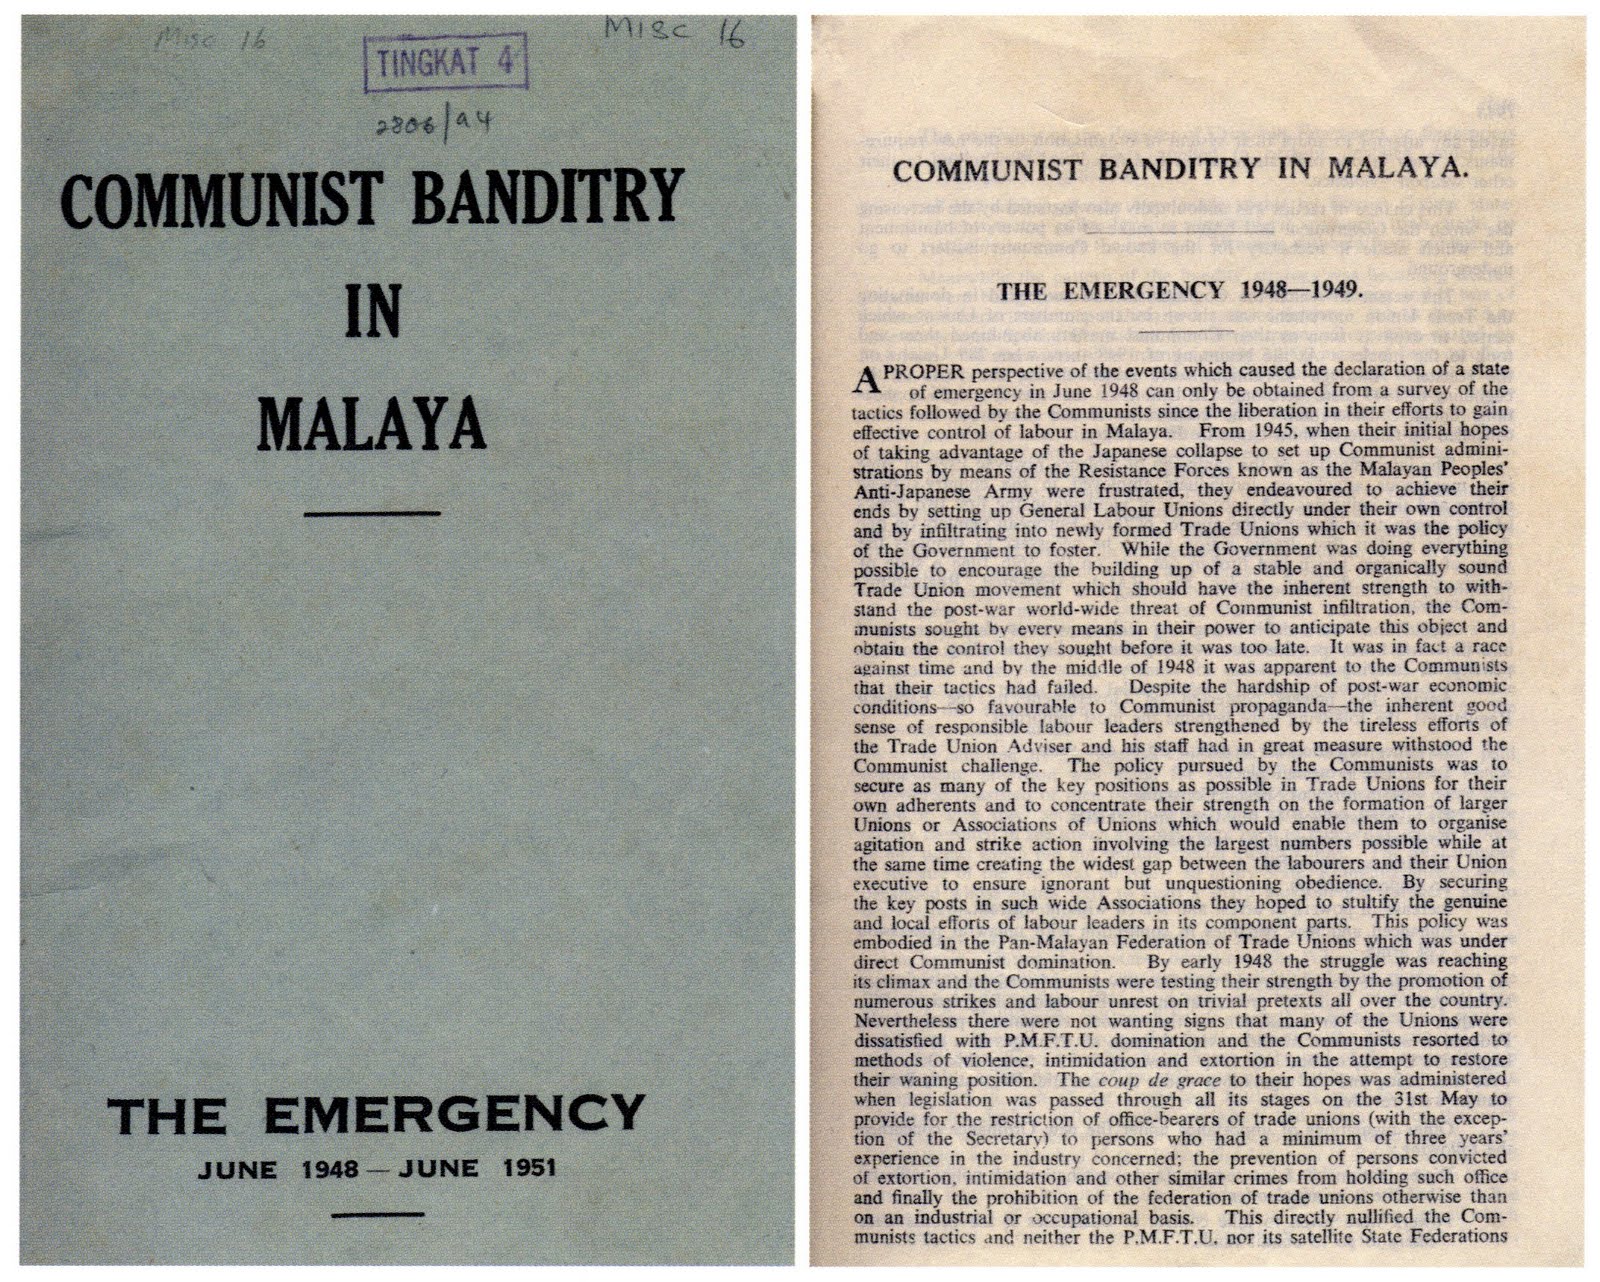 Misc 16
Misc 16
TINGKAT 4
2806/a4
COMMUNIST BANDITRY
IN
MALAYA
THE EMERGENCY
JUNE 1948 — JUNE 1951
COMMUNIST BANDITRY IN MALAYA.
THE EMERGENCY 1948—1949.
A PROPER perspective of the events which caused the declaration of a state
of emergency in June 1948 can only be obtained from a survey of the
tactics followed by the Communists since the liberation in their efforts to gain
effective control of labour in Malaya. From 1945, when their initial hopes
of taking advantage of the Japanese collapse to set up Communist admini-
strations by means of the Resistance Forces known as the Malayan Peoples'
Anti-Japanese Army were frustrated, they endeavoured to achieve their
ends by setting up General Labour Unions directly under their own control
and by infiltrating into newly formed Trade Unions which it was the policy
of the Government to foster. While the Government was doing everything
possible to encourage the building up of a stable and organically sound
Trade Union movement which should have the inherent strength to with-
stand the post-war world-wide threat of Communist infiltration, the Com-
munists sought by every means in their power to anticipate this object and
obtain the control they sought before it was too late. It was in fact a race
against time and by the middle of 1948 it was apparent to the Communists
that their tactics had failed. Despite the hardship of post-war economic
conditions—so favourable to Communist propaganda—the inherent good
sense of responsible labour leaders strengthened by the tireless efforts of
the Trade Union Adviser and his staff had in great measure withstood the
Communist challenge. The policy pursued by the Communists was to
secure as many of the key positions as possible in Trade Unions for their
own adherents and to concentrate their strength on the formation of larger
Unions or Associations of Unions which would enable them to organise
agitation and strike action involving the largest numbers possible while at
the same time creating the widest gap between the labourers and their Union
executive to ensure ignorant but unquestioning obedience. By securing
the key posts in such wide Associations they hoped to stultify the genuine
and local efforts of labour leaders in its component parts. This policy was
embodied in the Pan-Malayan Federation of Trade Unions which was under
direct Communist domination. By early 1948 the struggle was reaching
its climax and the Communists were testing their strength by the promotion of
numerous strikes and labour unrest on trivial pretexts all over the country.
Nevertheless there were not wanting signs that many of the Unions were
dissatisfied with P.M.F.T.U. domination and the Communists resorted to
methods of violence, intimidation and extortion in the attempt to restore
their waning position. The coup de grace to their hopes was administered
when legislation was passed through all its stages on the 31st May to
provide for the restriction of office-bearers of trade unions (with the excep-
tion of the Secretary) to persons who had a minimum of three years'
experience in the industry concerned; the prevention of persons convicted
of extortion, intimidation and other similar crimes from holding such office
and finally the prohibition of the federation of trade unions otherwise than
on an industrial or occupational basis. This directly nullified the Com-
munists tactics and neither the P.M.F.T.U. nor its satellite State Federations